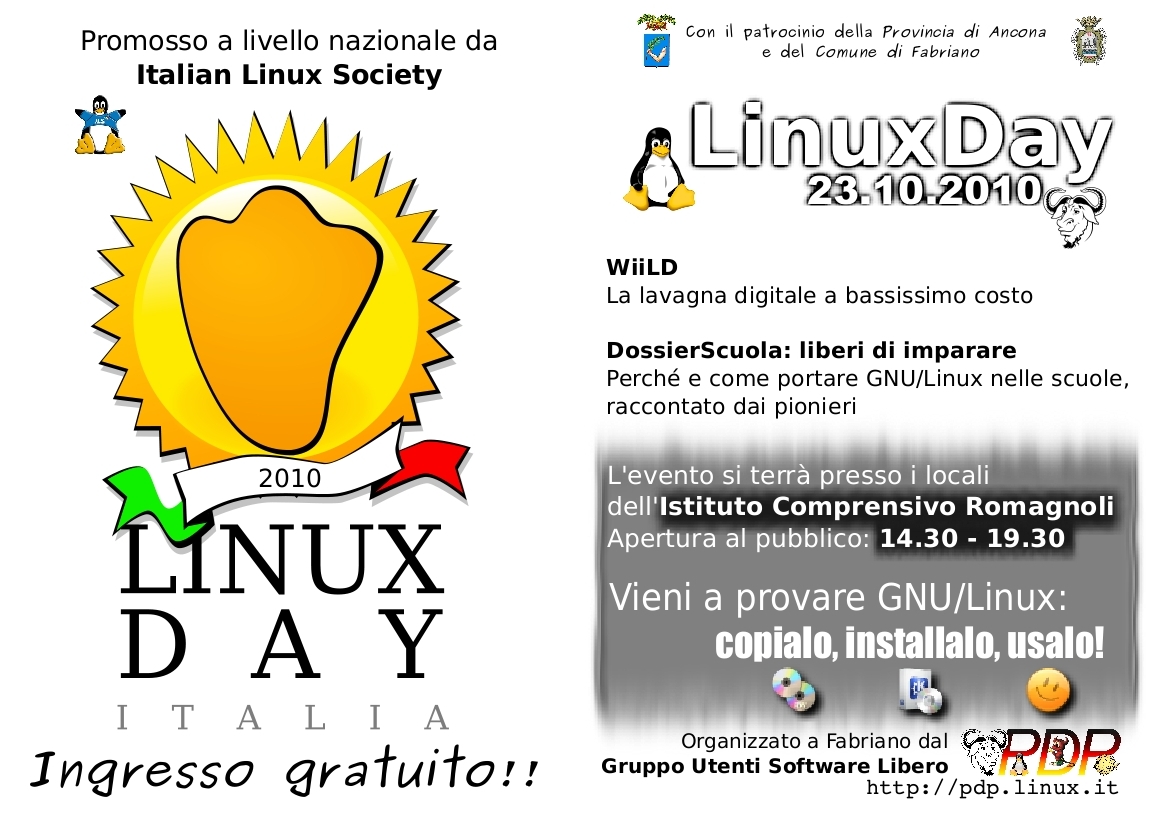 Promosso a livello nazionale da
Italian Linux Society
ILS
2010
LINUX
DAY
ITALIA
Ingresso gratuito!!
Con il patrocinio della Provincia di Ancona
e del Comune di Fabriano
LinuxDay
23.10.2010
WiiLD
La lavagna digitale a bassissimo costo
DossierScuola: liberi di imparare
Perché e come portare GNU/Linux nelle scuole,
raccontato dai pionieri
L'evento si terrà presso i locali
dell'Istituto Comprensivo Romagnoli
Apertura al pubblico: 14.30 - 19.30
Vieni a provare GNU/Linux:
copialo, installalo, usalo!
Organizzato a Fabriano dal
Gruppo Utenti Software Libero
PDP
http://pdp.linux.it